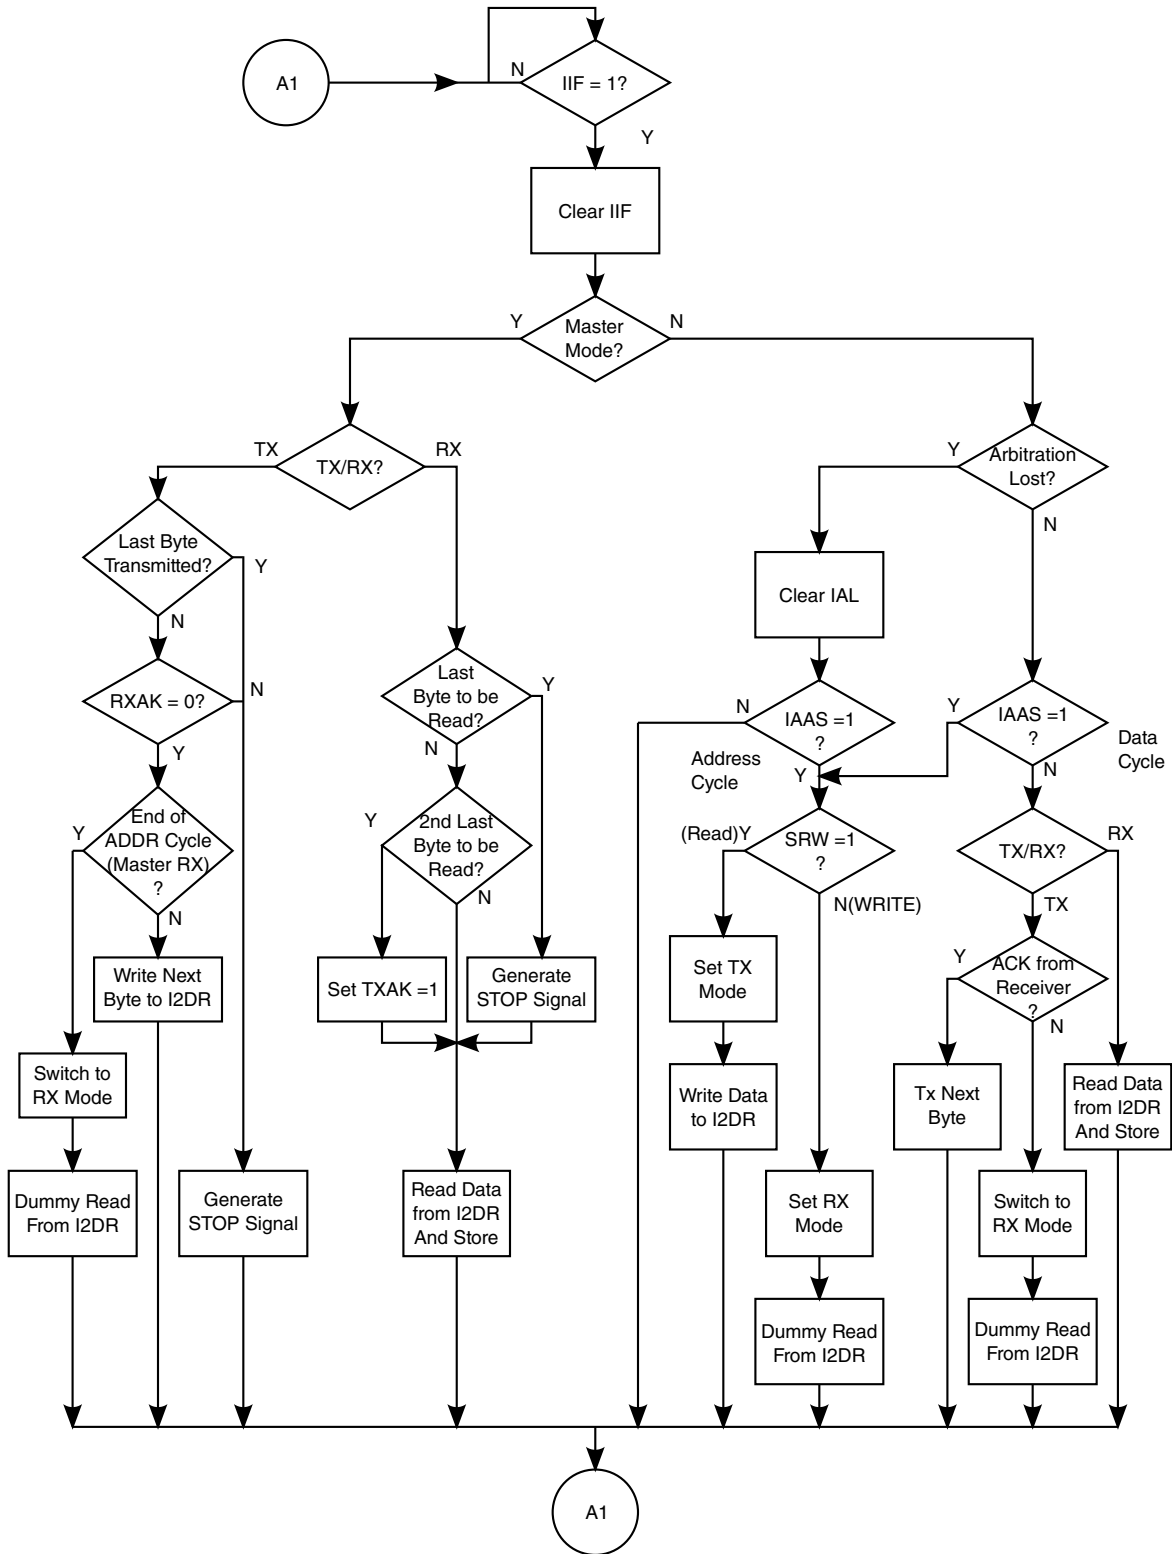 A1
N
IIF = 1?
Y
Clear IIF
Y
Master
Mode?
N
TX
TX/RX?
RX
Y
Arbitration
Lost?
N
Last Byte
Transmitted?
Y
N
Clear IAL
RXAK = 0?
N
Y
Last
Byte to be
Read?
Y
N
N
IAAS =1
?
Address
Cycle
Y
Y
IAAS =1
?
Data
Cycle
N
Y
End of
ADDR Cycle
(Master RX)
?
N
Y
2nd Last
Byte to be
Read?
N
(Read)Y
SRW =1
?
N(WRITE)
TX/RX?
RX
TX
Write Next
Byte to I2DR
Set TXAK =1
Generate
STOP Signal
Set TX
Mode
Y
ACK from
Receiver
?
N
Switch to
RX Mode
Write Data
to I2DR
Tx Next
Byte
Read Data
from I2DR
And Store
Dummy Read
From I2DR
Generate
STOP Signal
Read Data
from I2DR
And Store
Set RX
Mode
Switch to
RX Mode
Dummy Read
From I2DR
Dummy Read
From I2DR
A1